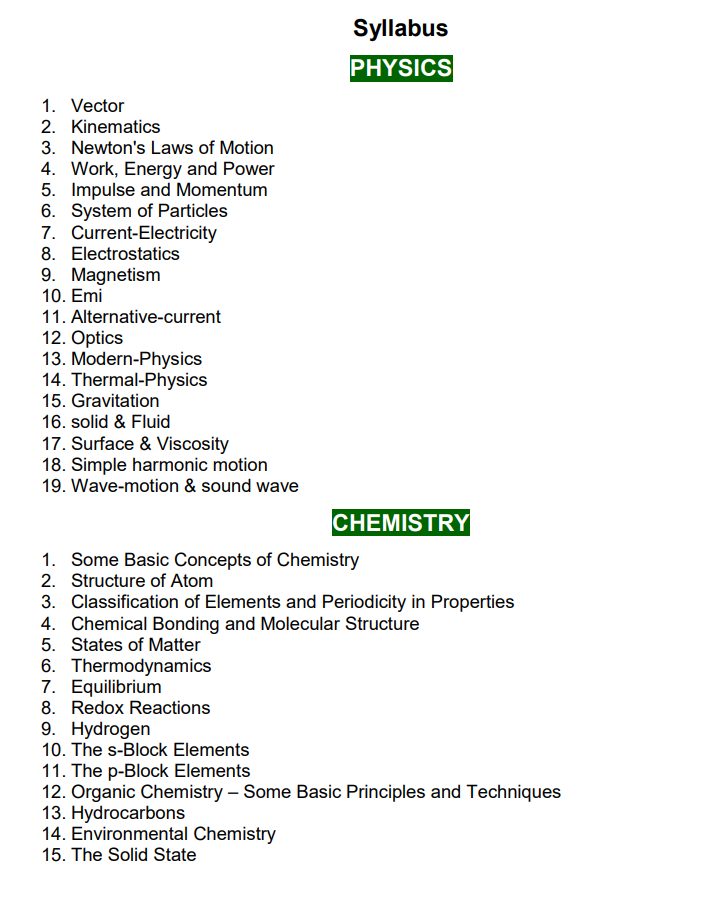 Syllabus
PHYSICS
1. Vector
2. Kinematics
3. Newton's Laws of Motion
4. Work, Energy and Power
5. Impulse and Momentum
6. System of Particles
7. Current-Electricity
8. Electrostatics
9. Magnetism
10. Emi
11. Alternative-current
12. Optics
13. Modern-Physics
14. Thermal-Physics
15. Gravitation
16. solid & Fluid
17. Surface & Viscosity
18. Simple harmonic motion
19. Wave-motion & sound wave
CHEMISTRY
1. Some Basic Concepts of Chemistry
2. Structure of Atom
3. Classification of Elements and Periodicity in Properties
4. Chemical Bonding and Molecular Structure
5. States of Matter
6. Thermodynamics
7. Equilibrium
8. Redox Reactions
9. Hydrogen
10. The s-Block Elements
11. The p-Block Elements
12. Organic Chemistry – Some Basic Principles and Techniques
13. Hydrocarbons
14. Environmental Chemistry
15. The Solid State